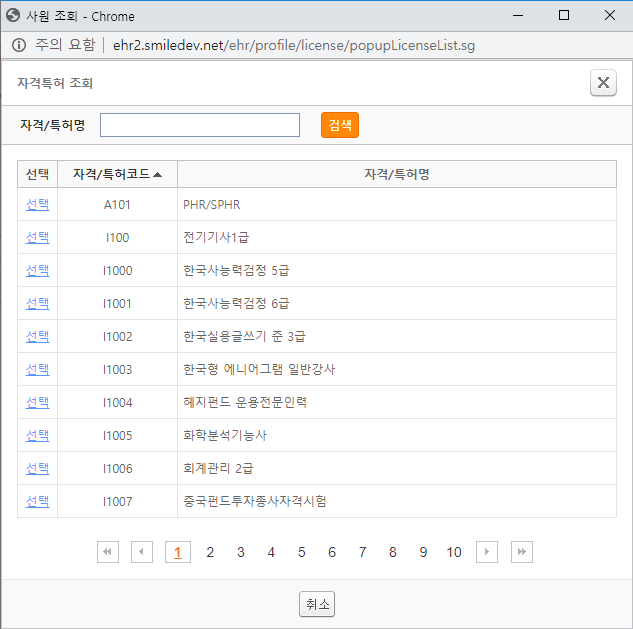 사원 조회 - Chrome
주의 요함 | ehr2.smiledev.net/ehr/profile/license/popupLicenseList.sg
자격특허 조회
자격/특허명 검색
선택 자격/특허코드 자격/특허명
선택 A101 PHR/SPHR
선택 I100 전기기사1급
선택 I1000 한국사능력검정 5급
선택 I1001 한국사능력검정 6급
선택 I1002 한국실용글쓰기 준 3급
선택 I1003 한국형 에니어그램 일반강사
선택 I1004 헤지펀드 운용전문인력
선택 I1005 화학분석기능사
선택 I1006 회계관리 2급
선택 I1007 중국펀드투자종사자격시험
1 2 3 4 5 6 7 8 9 10
취소